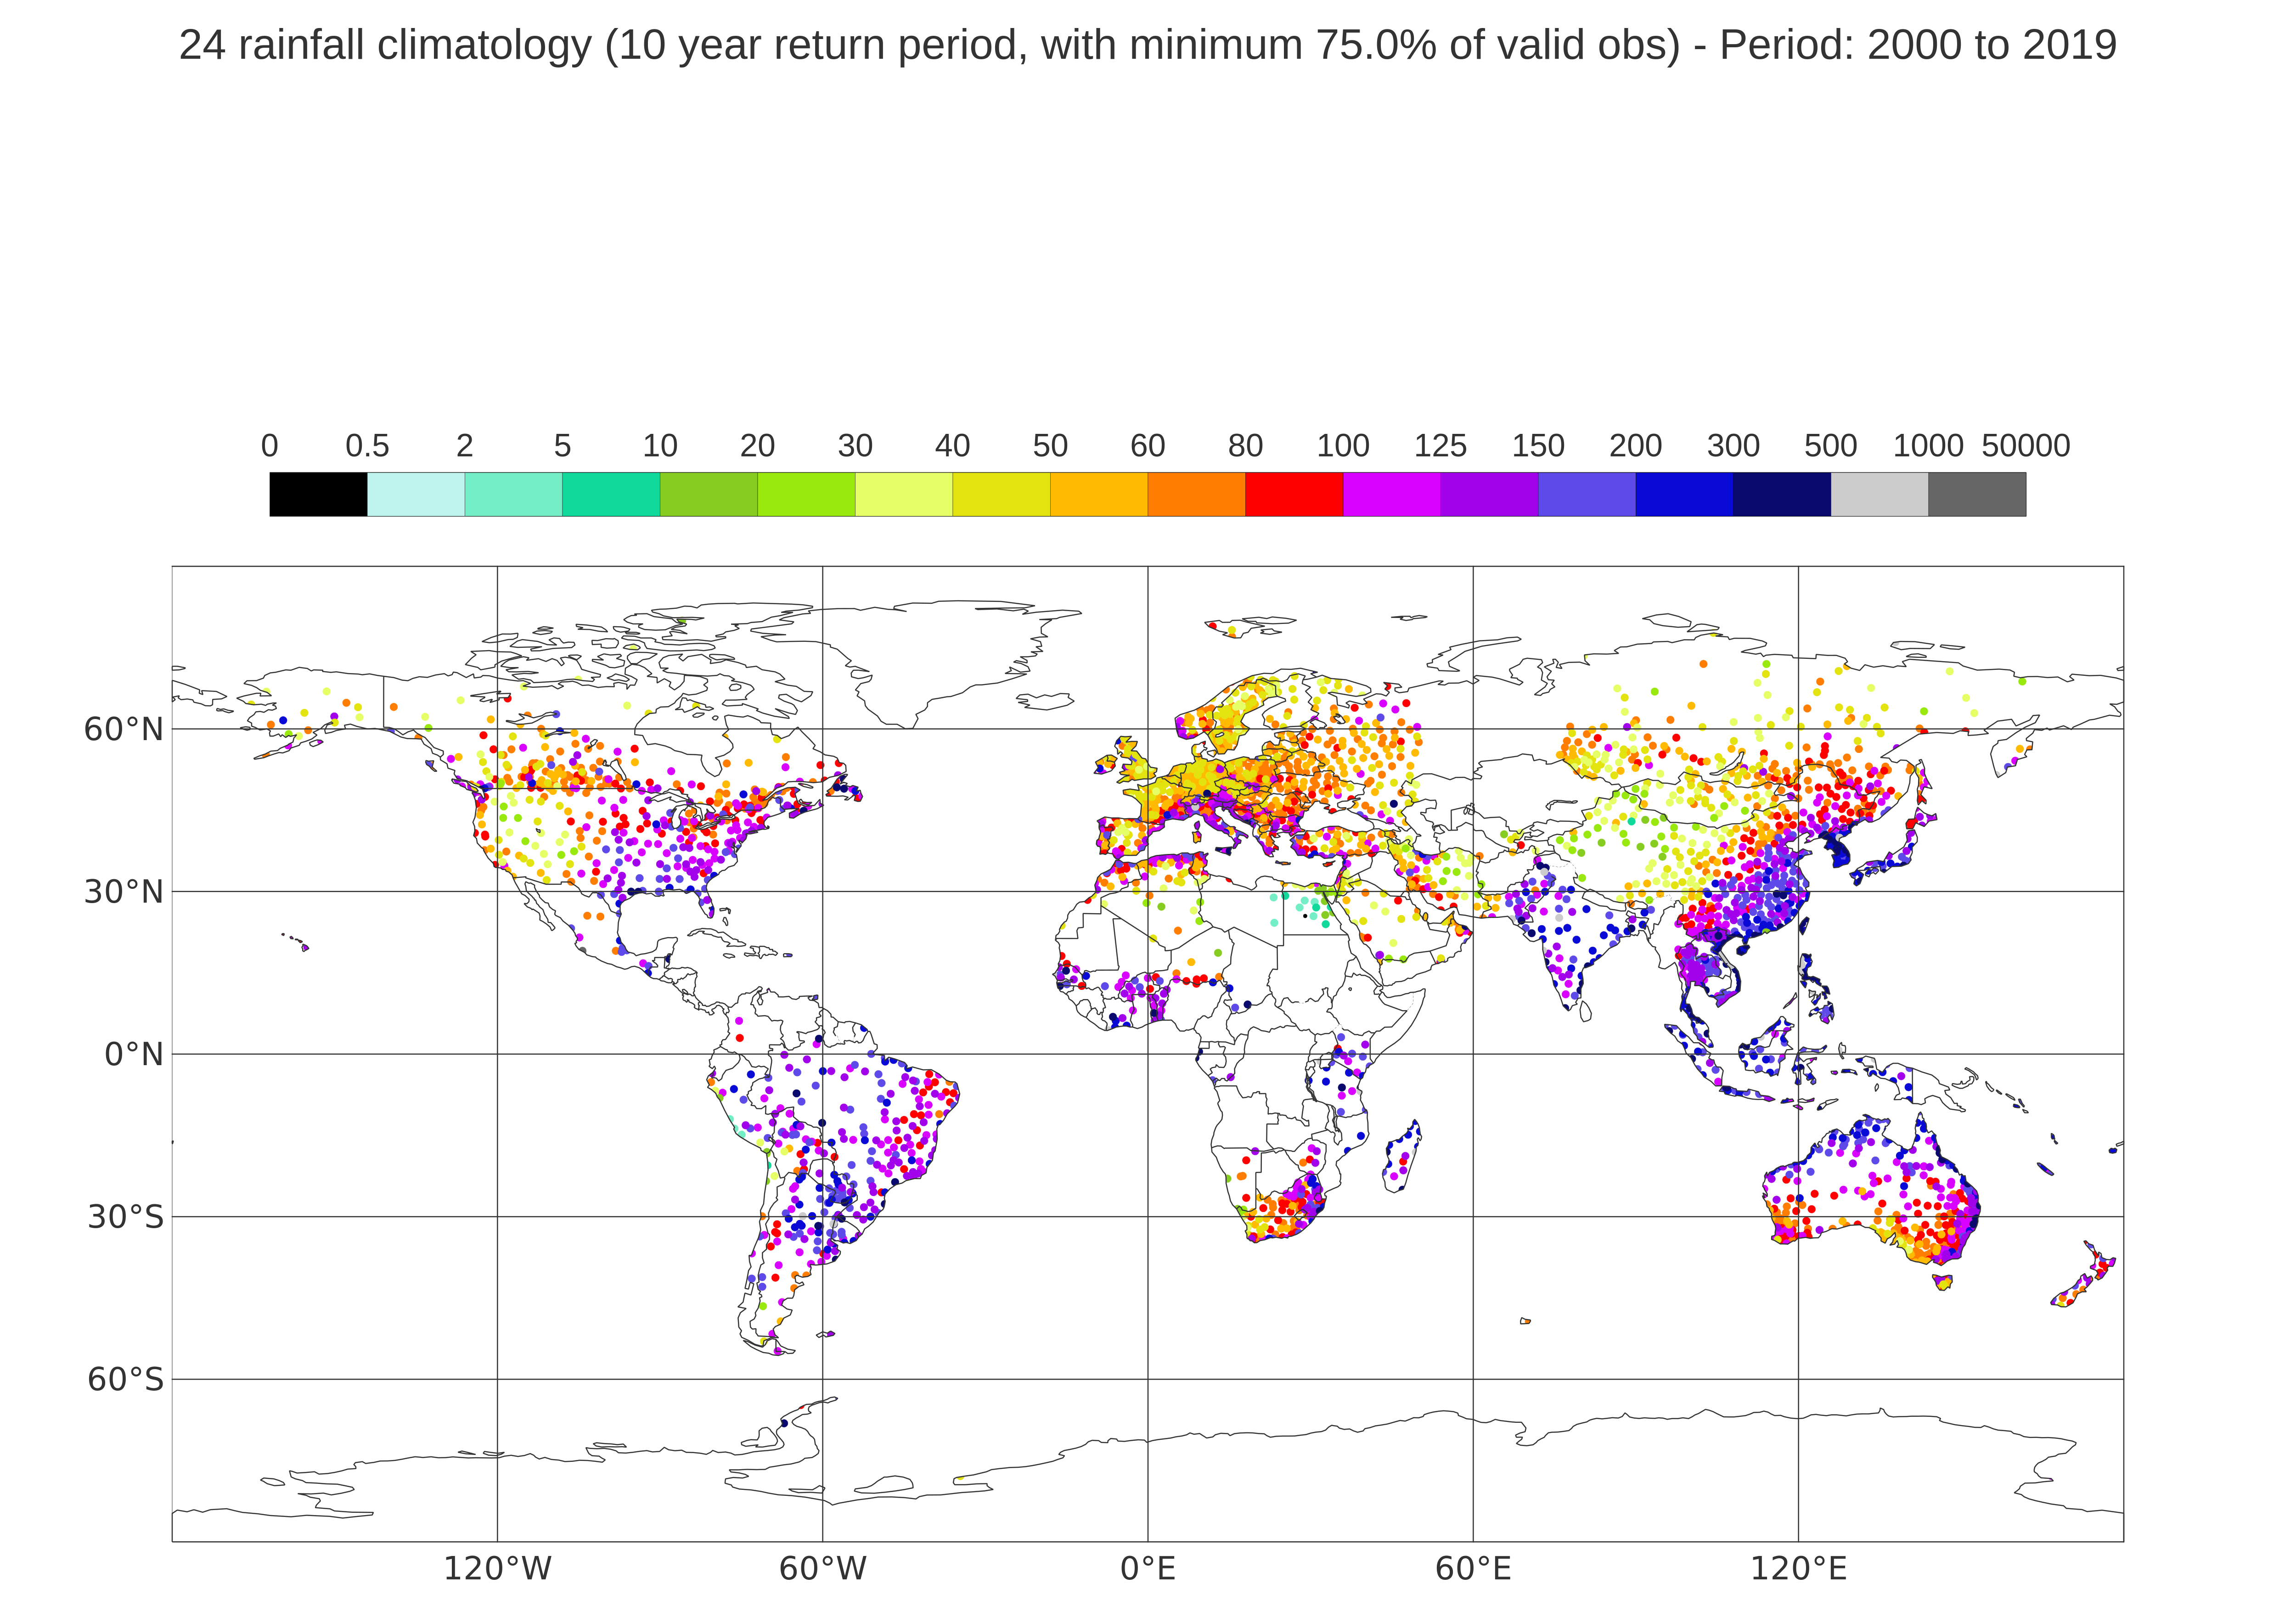 24 rainfall climatology (10 year return period, with minimum 75.0% of valid obs) - Period: 2000 to 2019
0 0.5 2 5 10 20 30 40 50 60 80 100 125 150 200 300 500 1000 50000
60°N
30°N
0°N
30°S
60°S
120°W 60°W 0°E 60°E 120°E